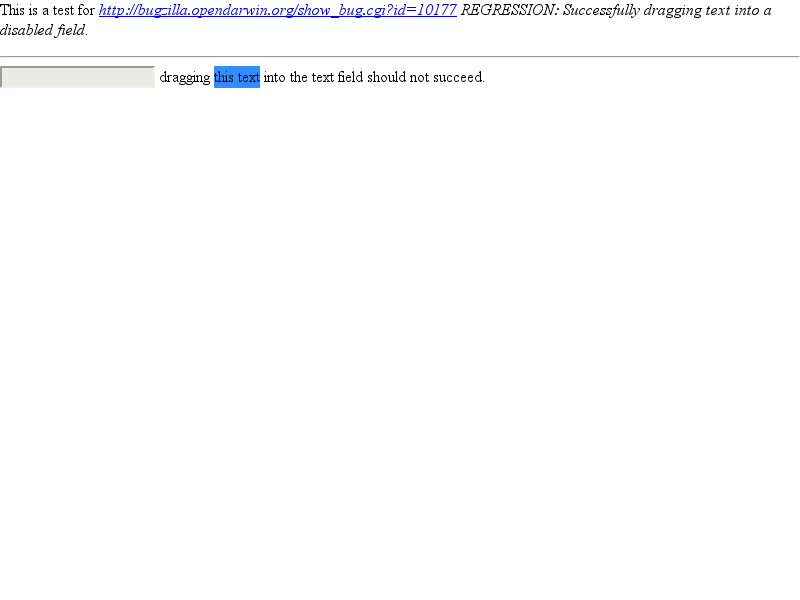 This is a test for http://bugzilla.opendarwin.org/show_bug.cgi?id=10177 REGRESSION: Successfully dragging text into a
disabled field.
dragging this text into the text field should not succeed.